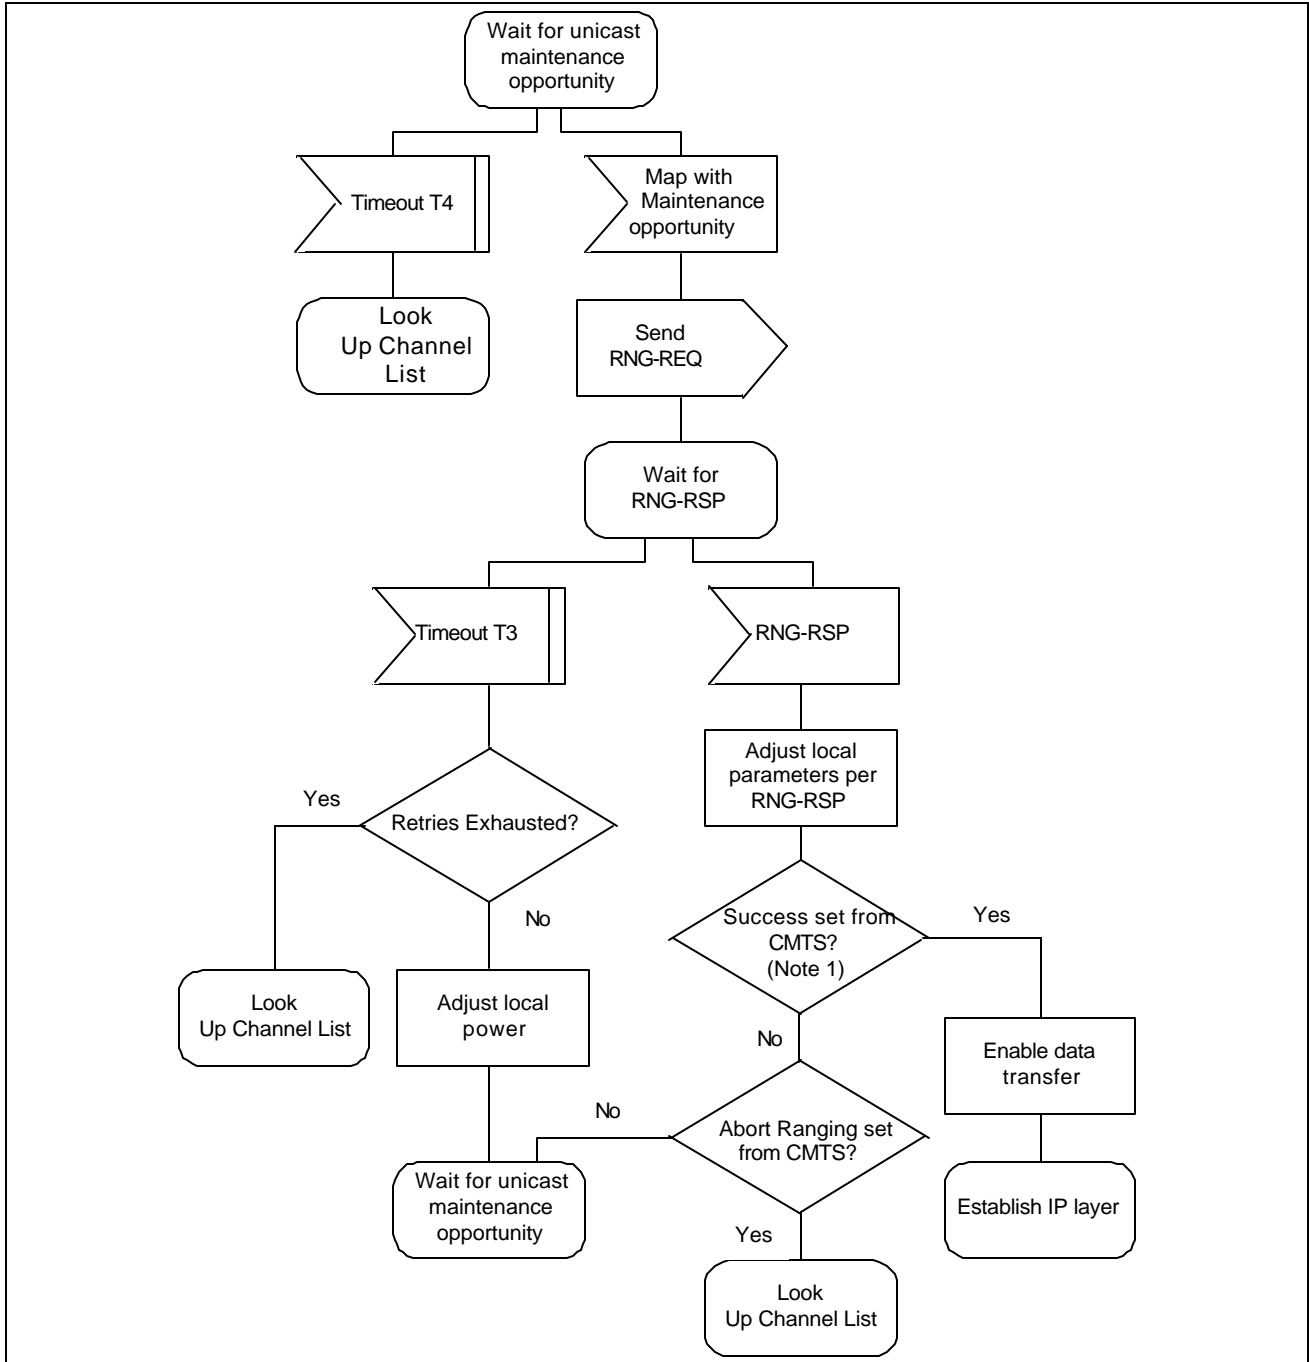 Wait for unicast
maintenance
opportunity
Timeout T4
Map with
Maintenance
opportunity
Look
Up Channel
List
Send
RNG-REQ
Wait for
RNG-RSP
Timeout T3
RNG-RSP
Adjust local
parameters per
RNG-RSP
Yes
Retries Exhausted?
No
Success set from
CMTS?
(Note 1)
Yes
Look
Up Channel List
Adjust local
power
No
Enable data
transfer
No
Abort Ranging set
from CMTS?
Wait for unicast
maintenance
opportunity
Establish IP layer
Yes
Look
Up Channel List